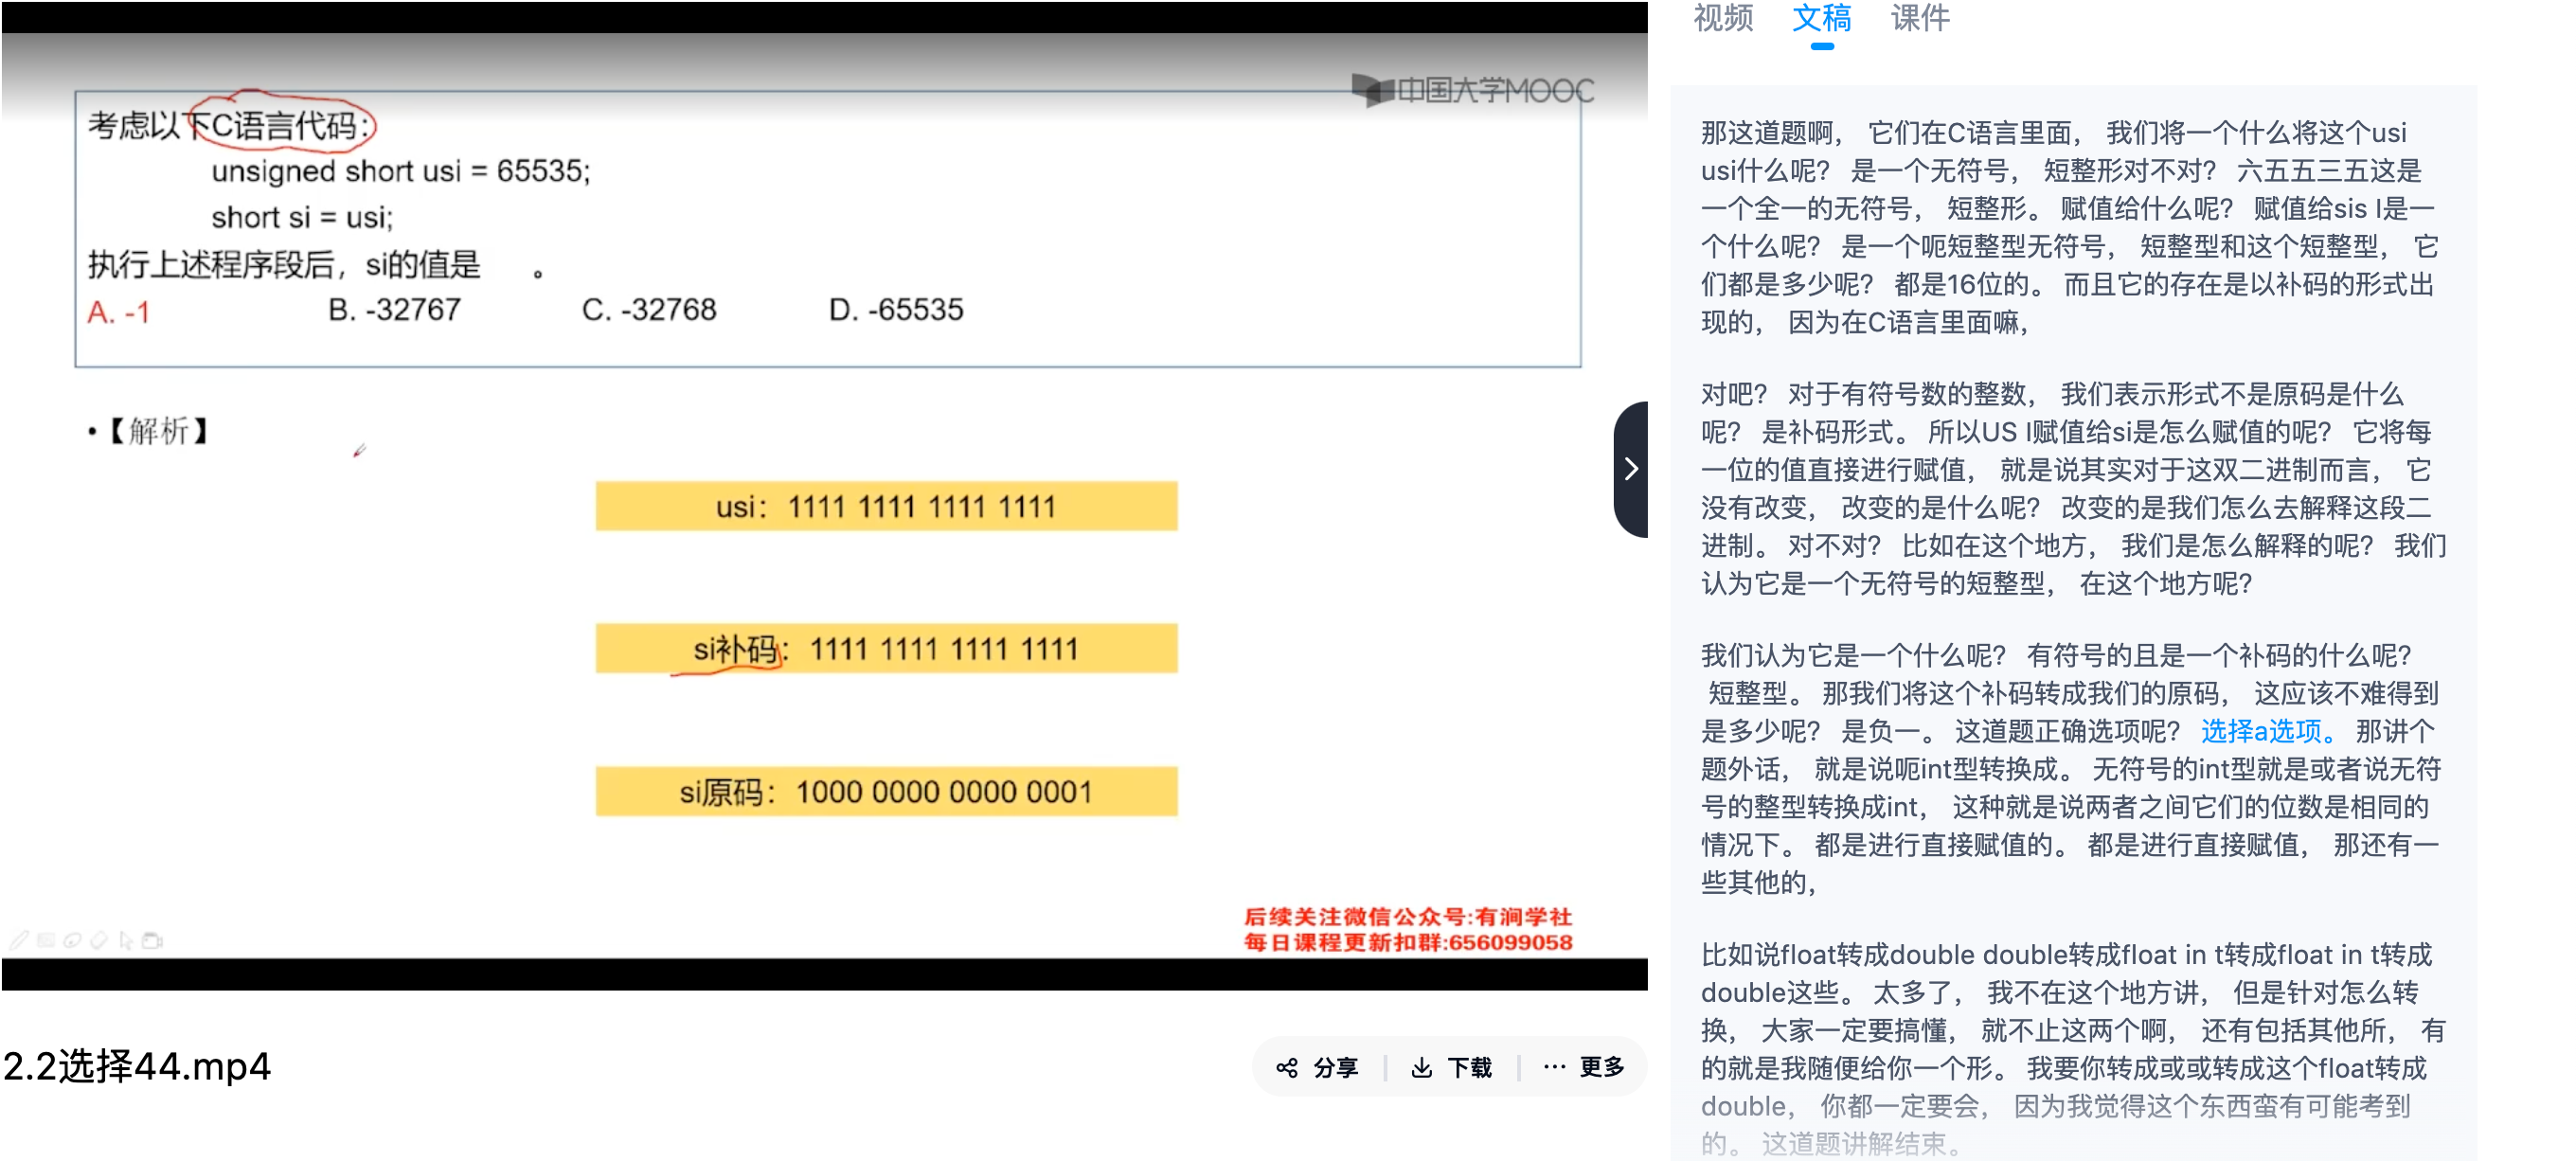 中国大学MOOC
考虑以下C语言代码：
unsigned short usi = 65535;
short si = usi;
执行上述程序段后，si的值是 。
A. -1 B. -32767 C. -32768 D. -65535
•【解析】
usi：1111 1111 1111 1111
si补码：1111 1111 1111 1111
si原码：1000 0000 0000 0001
后续关注微信公众号:有涧学社
每日课程更新扣群:656099058
2.2选择44.mp4
分享 下载 更多
视频 文稿 课件
那这道题啊， 它们在C语言里面， 我们将一个什么将这个usi
usi什么呢？ 是一个无符号， 短整形对不对？ 六五五三五这是
一个全一的无符号， 短整形。 赋值给什么呢？ 赋值给sis I是一
个什么呢？ 是一个呃短整型无符号， 短整型和这个短整型， 它
们都是多少呢？ 都是16位的。 而且它的存在是以补码的形式出
现的， 因为在C语言里面嘛，
对吧？ 对于有符号数的整数， 我们表示形式不是原码是什么
呢？ 是补码形式。 所以US I赋值给si是怎么赋值的呢？ 它将每
一位的值直接进行赋值， 就是说其实对于这双二进制而言， 它
没有改变， 改变的是什么呢？ 改变的是我们怎么去解释这段二
进制。 对不对？ 比如在这个地方， 我们是怎么解释的呢？ 我们
认为它是一个无符号的短整型， 在这个地方呢？
我们认为它是一个什么呢？ 有符号的且是一个补码的什么呢？
短整型。 那我们将这个补码转成我们的原码， 这应该不难得到
是多少呢？ 是负一。 这道题正确选项呢？ 选择a选项。 那讲个
题外话， 就是说呃int型转换成。 无符号的int型就是或者说无符
号的整型转换成int， 这种就是说两者之间它们的位数是相同的
情况下。 都是进行直接赋值的。 都是进行直接赋值， 那还有一
些其他的，
比如说float转成double double转成float in t转成float in t转成
double这些。 太多了， 我不在这个地方讲， 但是针对怎么转
换， 大家一定要搞懂， 就不止这两个啊， 还有包括其他所， 有
的就是我随便给你一个形。 我要你转成或或转成这个float转成
double， 你都一定要会， 因为我觉得这个东西蛮有可能考到
的。 这道题讲解结束。